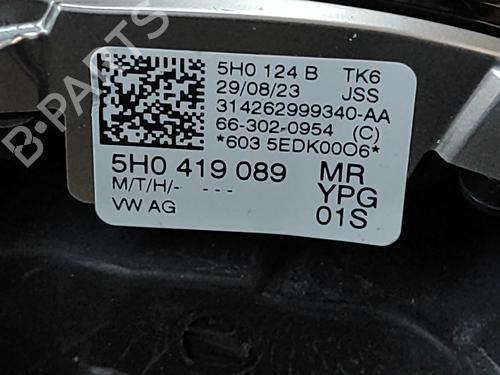 B-PARTS
5H0 124 B TK6
29/08/23 JSS
314262999340-AA
66-302-0954 (C)
*603 5EDK00O6*
5H0 419 089 MR
M/T/H/- --- YPG
VW AG 01S